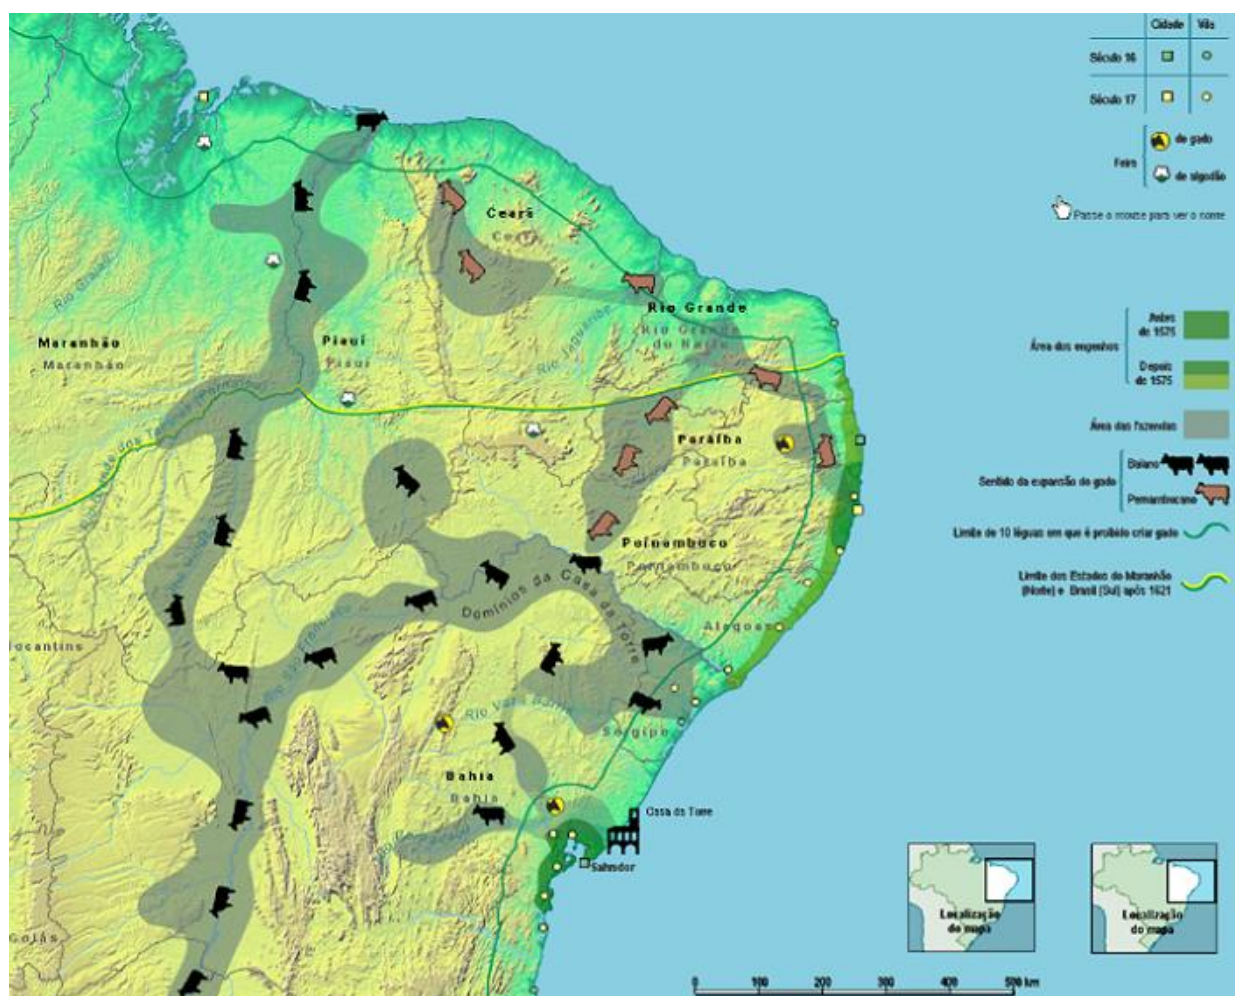 Cidade Vila
Século 16
Século 17
Feira
de gado
de algodão
Passe o mouse para ver o nome
Área dos engenhos
Antes
de 1575
Depois
de 1575
Área das fazendas
Sentido da expansão do gado
Baiano
Pernambucano
Limite de 10 léguas em que é proibido criar gado
Limite dos Estados do Maranhão
(Norte) e Brasil (Sul) após 1621
Ceará
Ceará
Rio Grande
Rio Grande
do Norte
Rio Jaguaribe
Maranhão
Maranhão
Piauí
Piauí
Paraíba
Paraíba
Pernambuco
Pernambuco
Domínios da Casa da Torre
Alagoas
Tocantins
Rio Vaza Barris
Sergipe
Bahia
Bahia
Casa da Torre
Salvador
Goiás
Localização
do mapa
Localização
do mapa
0 100 200 300 400 500 km